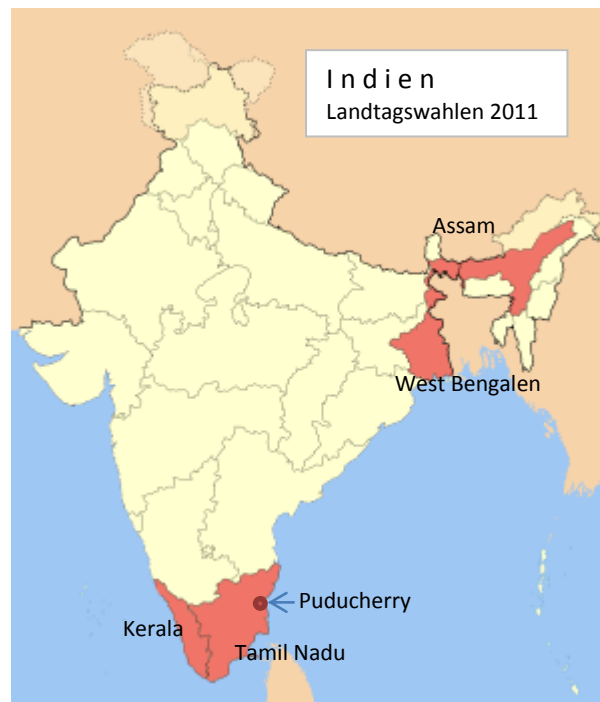 I n d i e n
Landtagswahlen 2011
Assam
West Bengalen
Puducherry
Kerala
Tamil Nadu